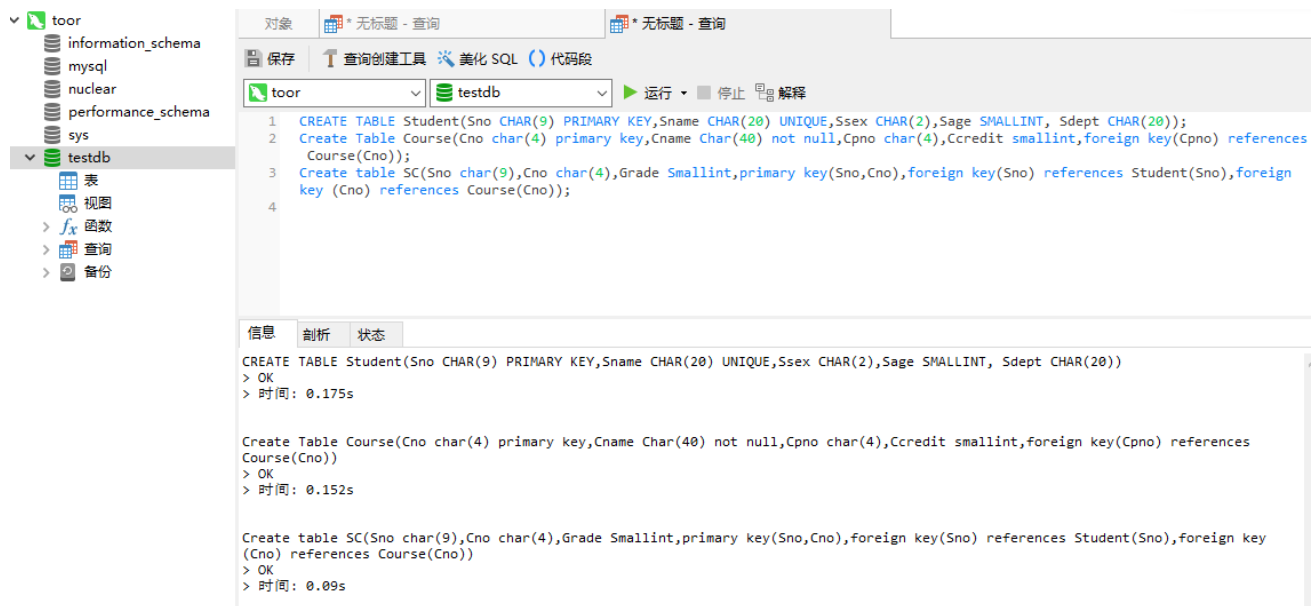 toor
information_schema
mysql
nuclear
performance_schema
sys
testdb
表
视图
fx 函数
查询
备份
对象
* 无标题 - 查询
* 无标题 - 查询
保存
查询创建工具
美化 SQL
() 代码段
toor
testdb
运行
停止
解释
1 CREATE TABLE Student(Sno CHAR(9) PRIMARY KEY,Sname CHAR(20) UNIQUE,Ssex CHAR(2),Sage SMALLINT, Sdept CHAR(20));
2 Create Table Course(Cno char(4) primary key,Cname Char(40) not null,Cpno char(4),Ccredit smallint,foreign key(Cpno) references
Course(Cno));
3 Create table SC(Sno char(9),Cno char(4),Grade Smallint,primary key(Sno,Cno),foreign key(Sno) references Student(Sno),foreign
key (Cno) references Course(Cno));
4
信息
剖析
状态
CREATE TABLE Student(Sno CHAR(9) PRIMARY KEY,Sname CHAR(20) UNIQUE,Ssex CHAR(2),Sage SMALLINT, Sdept CHAR(20))
> OK
> 时间: 0.175s
Create Table Course(Cno char(4) primary key,Cname Char(40) not null,Cpno char(4),Ccredit smallint,foreign key(Cpno) references
Course(Cno))
> OK
> 时间: 0.152s
Create table SC(Sno char(9),Cno char(4),Grade Smallint,primary key(Sno,Cno),foreign key(Sno) references Student(Sno),foreign key
(Cno) references Course(Cno))
> OK
> 时间: 0.09s